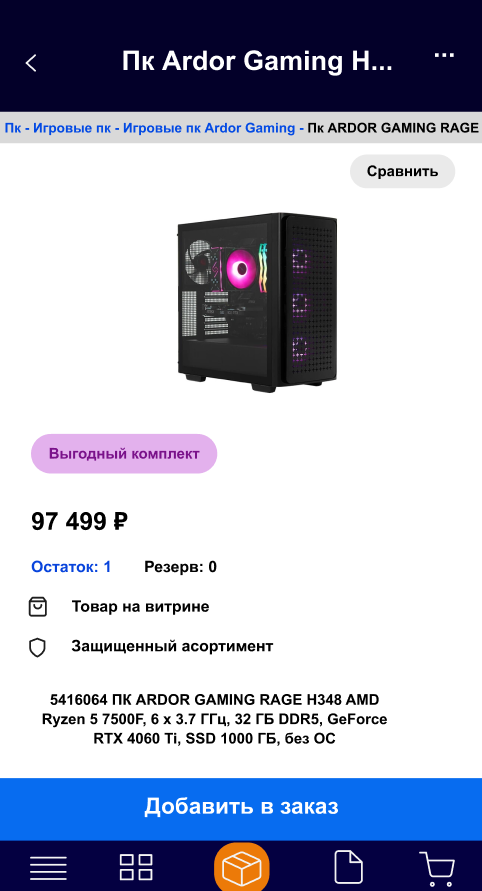 Пк Ardor Gaming H...
...
Пк - Игровые пк - Игровые пк Ardor Gaming - Пк ARDOR GAMING RAGE
Сравнить
Выгодный комплект
97 499 ₽
Остаток: 1 Резерв: 0
Товар на витрине
Защищенный асортимент
5416064 ПК ARDOR GAMING RAGE H348 AMD
Ryzen 5 7500F, 6 x 3.7 ГГц, 32 ГБ DDR5, GeForce
RTX 4060 Ti, SSD 1000 ГБ, без ОС
Добавить в заказ